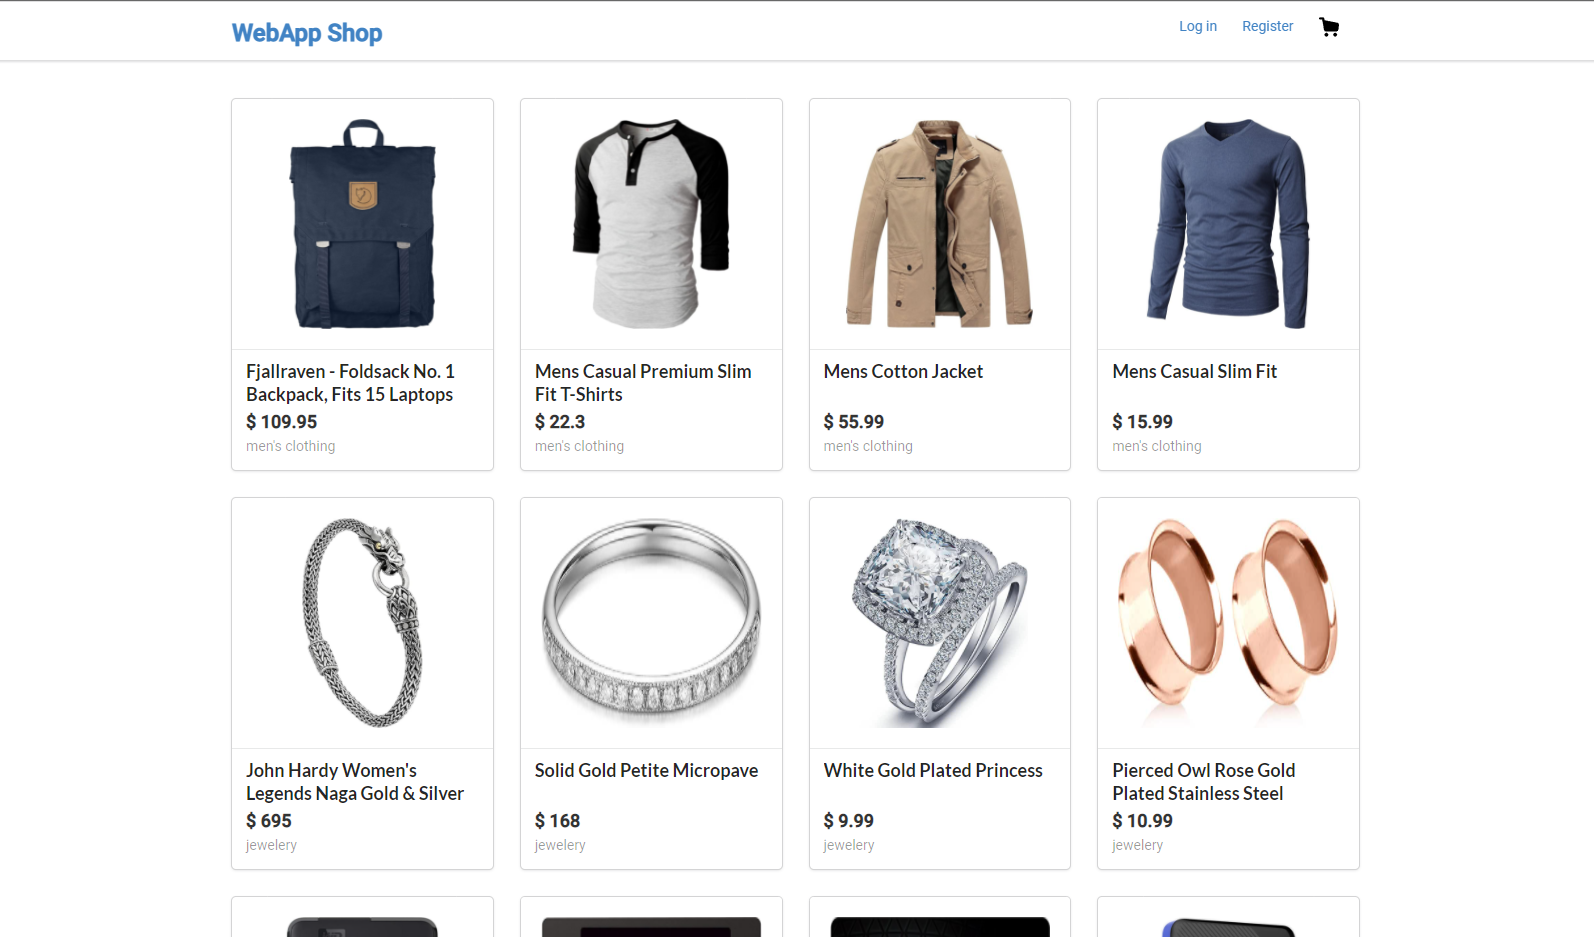 WebApp Shop
Log in
Register
Fjallraven - Foldsack No. 1
Backpack, Fits 15 Laptops
$ 109.95
men's clothing
Mens Casual Premium Slim
Fit T-Shirts
$ 22.3
men's clothing
Mens Cotton Jacket
$ 55.99
men's clothing
Mens Casual Slim Fit
$ 15.99
men's clothing
John Hardy Women's
Legends Naga Gold & Silver
$ 695
jewelery
Solid Gold Petite Micropave
$ 168
jewelery
White Gold Plated Princess
$ 9.99
jewelery
Pierced Owl Rose Gold
Plated Stainless Steel
$ 10.99
jewelery